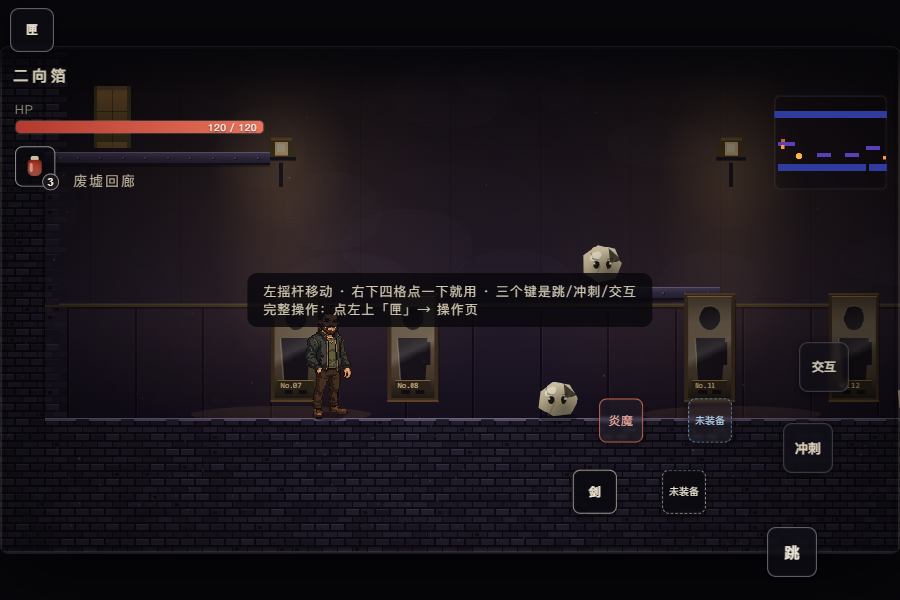 匣
二向箔
HP
120 / 120
3
废墟回廊
左摇杆移动 · 右下四格点一下就用 · 三个键是跳/冲刺/交互
完整操作：点左上「匣」→ 操作页
No.07
No.08
No.11
.12
交互
炎魔
未装备
冲刺
剑
未装备
跳